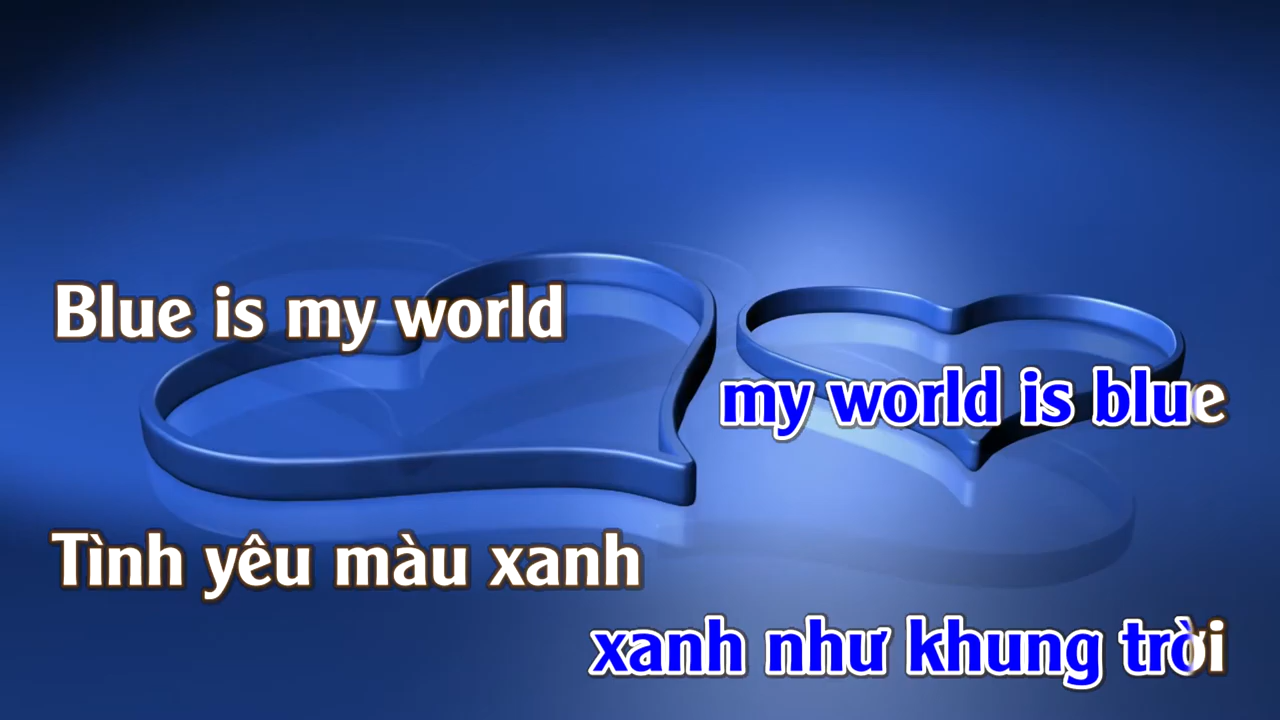 Blue is my world
my world is blue
Tình yêu màu xanh
xanh như khung trời